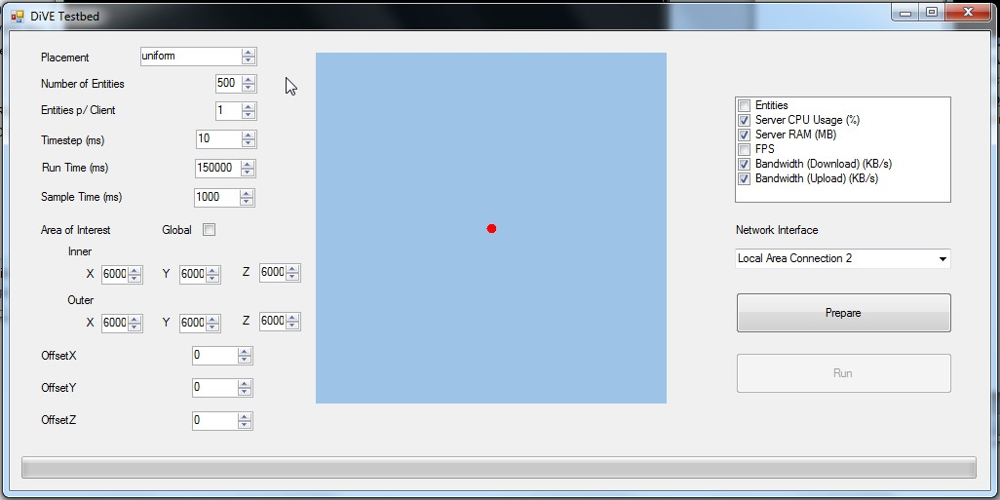 DiVE Testbed
Placement uniform
Number of Entities 500
Entities p/ Client 1
Timestep (ms) 10
Run Time (ms) 150000
Sample Time (ms) 1000
Area of Interest Global
Inner
X 6000 Y 6000 Z 6000
Outer
X 6000 Y 6000 Z 6000
OffsetX 0
OffsetY 0
OffsetZ 0
Entities
Server CPU Usage (%)
Server RAM (MB)
FPS
Bandwidth (Download) (KB/s)
Bandwidth (Upload) (KB/s)
Network Interface
Local Area Connection 2
Prepare
Run